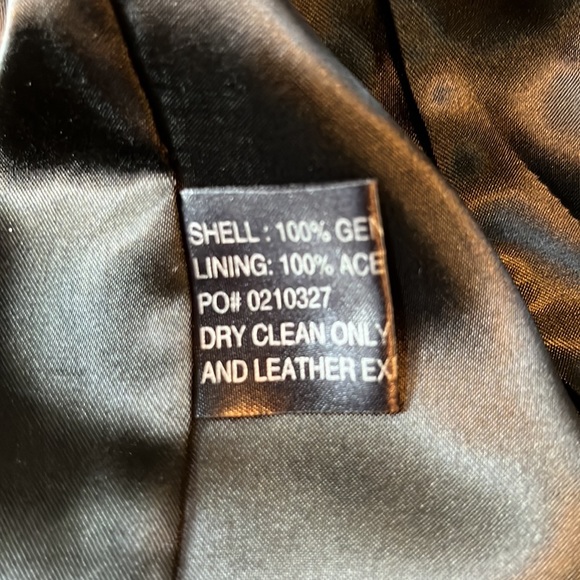 SHELL : 100% GEN
LINING: 100% ACE
PO# 0210327
DRY CLEAN ONLY
AND LEATHER EX